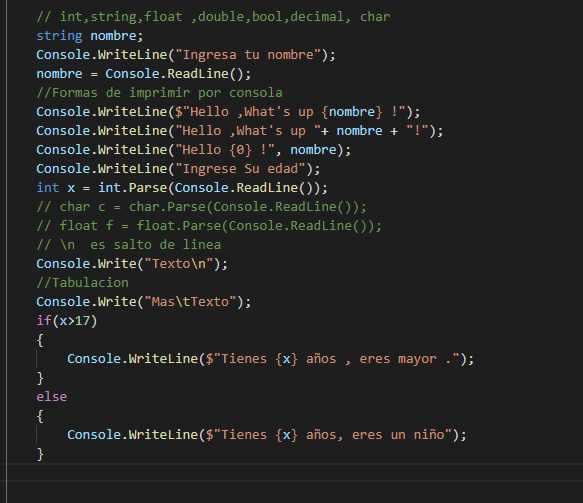 // int,string,float ,double,bool,decimal, char
string nombre;
Console.WriteLine("Ingresa tu nombre");
nombre = Console.ReadLine();
//Formas de imprimir por consola
Console.WriteLine($"Hello ,What's up {nombre} !");
Console.WriteLine("Hello ,What's up "+ nombre + "!");
Console.WriteLine("Hello {0} !", nombre);
Console.WriteLine("Ingrese Su edad");
int x = int.Parse(Console.ReadLine());
// char c = char.Parse(Console.ReadLine());
// float f = float.Parse(Console.ReadLine());
// \n  es salto de linea
Console.Write("Texto\n");
//Tabulacion
Console.Write("Mas\tTexto");
if(x>17)
{
    Console.WriteLine($"Tienes {x} años , eres mayor .");
}
else
{
    Console.WriteLine($"Tienes {x} años, eres un niño");
}